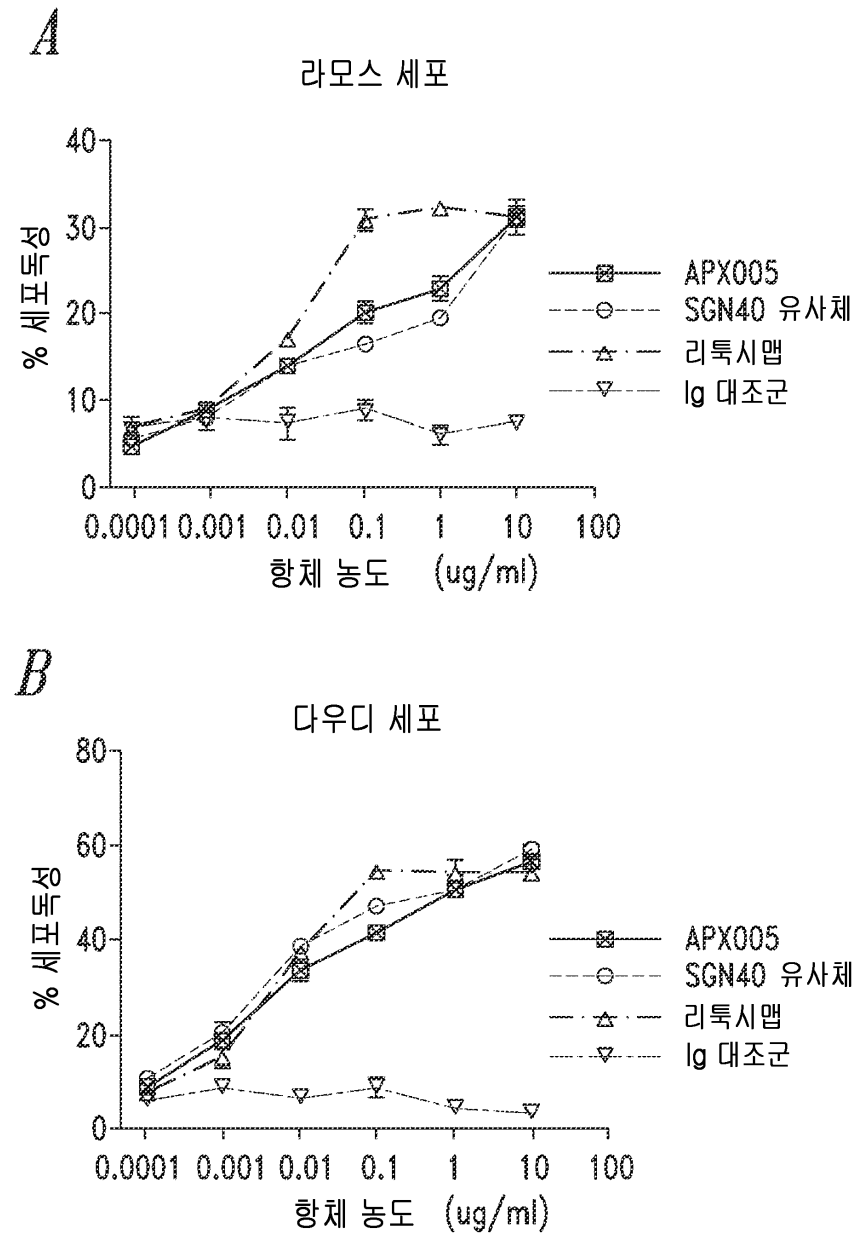 A
라모스 세포
40
30
20
10
0
% 세포독성
0.0001 0.001 0.01 0.1 1 10 100
항체 농도 (ug/ml)
APX005
SGN40 유사체
리툭시맵
Ig 대조군
B
다우디 세포
80
60
40
20
0
% 세포독성
0.0001 0.001 0.01 0.1 1 10 100
항체 농도 (ug/ml)
APX005
SGN40 유사체
리툭시맵
Ig 대조군